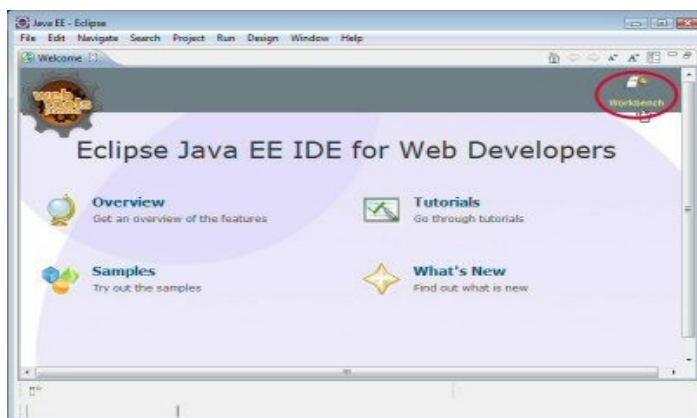 Java EE - Eclipse
File Edit Navigate Search Project Run Design Window Help
Welcome
web
tools
Workbench
Eclipse Java EE IDE for Web Developers
Overview
Get an overview of the features
Tutorials
Go through tutorials
Samples
Try out the samples
What's New
Find out what is new